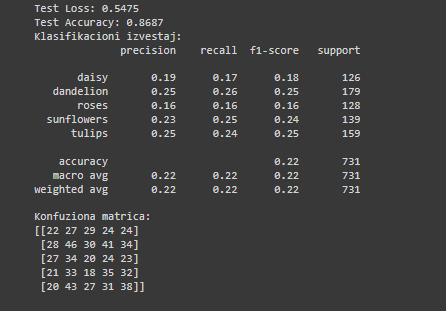 Test Loss: 0.5475
Test Accuracy: 0.8687
Klasifikacioni izvestaj:
precision recall f1-score support
daisy 0.19 0.17 0.18 126
dandelion 0.25 0.26 0.25 179
roses 0.16 0.16 0.16 128
sunflowers 0.23 0.25 0.24 139
tulips 0.25 0.24 0.25 159
accuracy 0.22 731
macro avg 0.22 0.22 0.22 731
weighted avg 0.22 0.22 0.22 731
Konfuziona matrica:
[[22 27 29 24 24]
[28 46 30 41 34]
[27 34 20 24 23]
[21 33 18 35 32]
[20 43 27 31 38]]